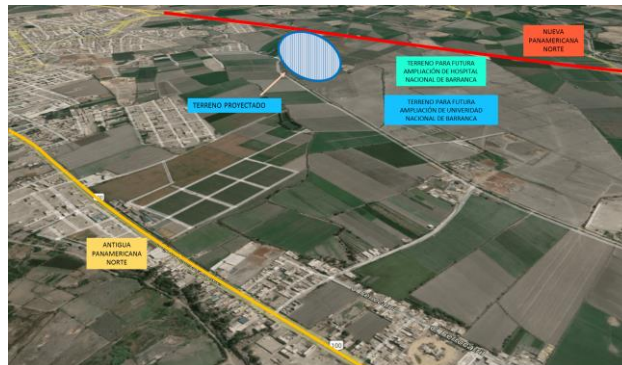 NUEVA
PANAMERICANA
NORTE
TERRENO PARA FUTURA
AMPLIACIÓN DE HOSPITAL
NACIONAL DE BARRANCA
TERRENO PROYECTADO
TERRENO PARA FUTURA
AMPLIACIÓN DE UNIVERIDAD
NACIONAL DE BARRANCA
ANTIGUA
PANAMERICANA
NORTE